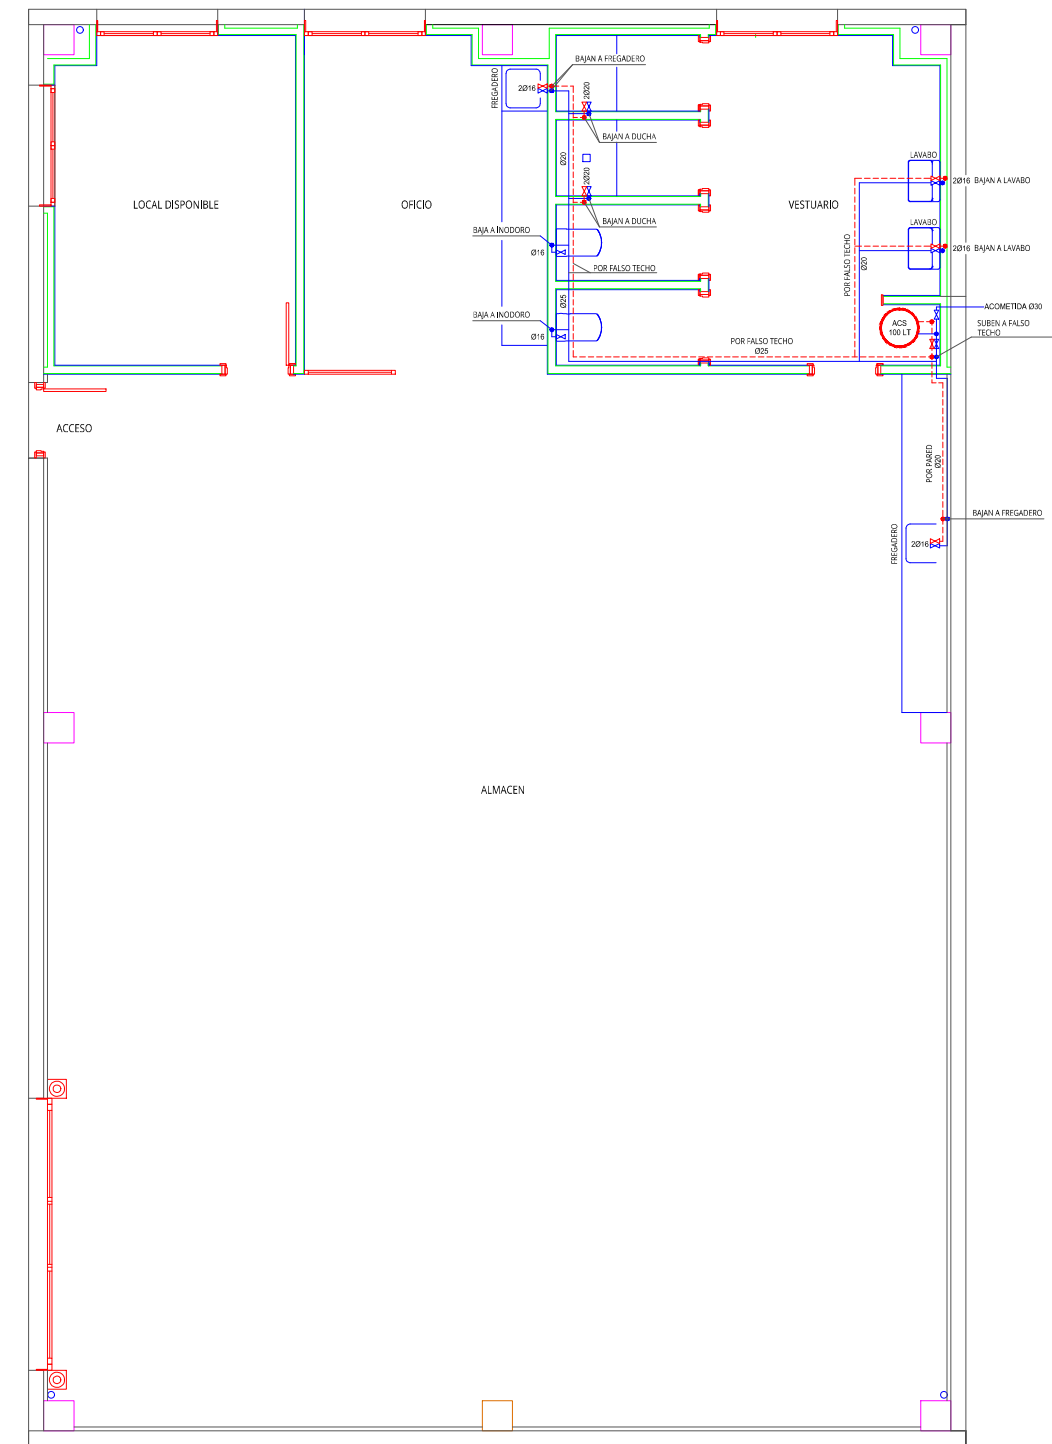 BAJAN A FREGADERO
FREGADERO
2Ø16
2Ø20
Ø20
BAJAN A DUCHA
LAVABO
2Ø16 BAJAN A LAVABO
2Ø20
LOCAL DISPONIBLE
OFICIO
VESTUARIO
BAJAN A DUCHA
LAVABO
BAJA A INODORO
2Ø16 BAJAN A LAVABO
Ø16
POR FALSO TECHO
POR FALSO TECHO
Ø20
Ø25
ACOMETIDA Ø30
BAJA A INODORO
ACS
100 LT
SUBEN A FALSO
TECHO
Ø16
POR FALSO TECHO
Ø25
ACCESO
POR PARED
Ø20
BAJAN A FREGADERO
FREGADERO
2Ø16
ALMACEN